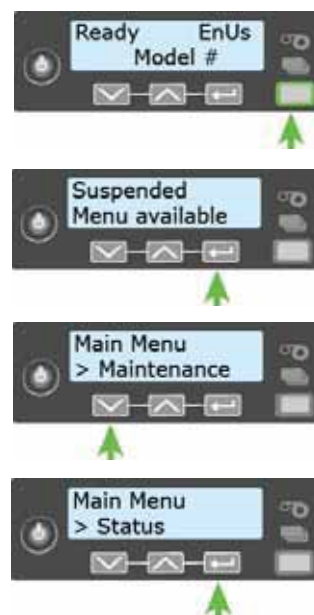 Ready EnUs
Model #
Suspended
Menu available
Main Menu
> Maintenance
Main Menu
> Status